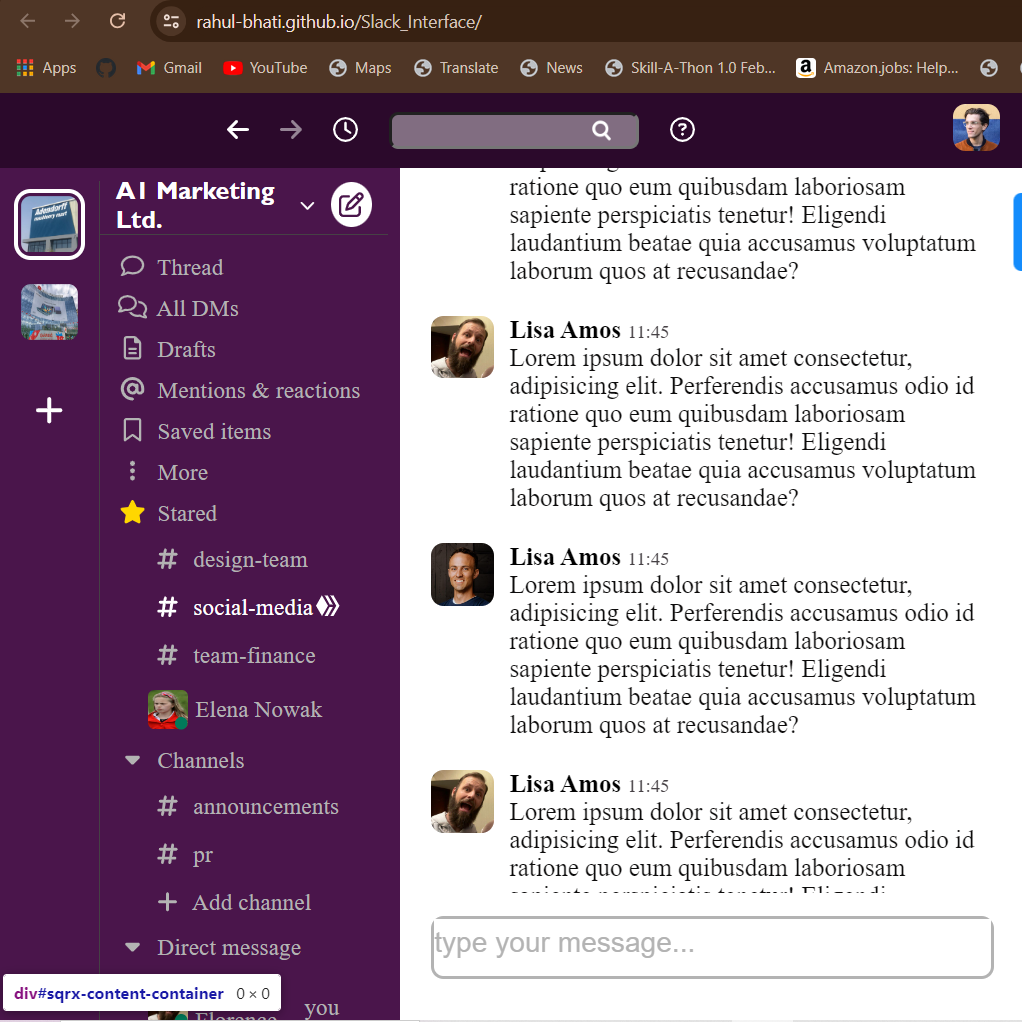 rahul-bhati.github.io/Slack_Interface/
Apps Gmail YouTube Maps Translate News Skill-A-Thon 1.0 Feb... Amazon.jobs: Help...
A1 Marketing
Ltd.
Thread
All DMs
Drafts
Mentions & reactions
Saved items
More
Stared
# design-team
# social-media
# team-finance
Elena Nowak
Channels
# announcements
# pr
+ Add channel
Direct message
Florence you
div#sqrx-content-container 0 × 0
ratione quo eum quibusdam laboriosam
sapiente perspiciatis tenetur! Eligendi
laudantium beatae quia accusamus voluptatum
laborum quos at recusandae?
Lisa Amos 11:45
Lorem ipsum dolor sit amet consectetur,
adipisicing elit. Perferendis accusamus odio id
ratione quo eum quibusdam laboriosam
sapiente perspiciatis tenetur! Eligendi
laudantium beatae quia accusamus voluptatum
laborum quos at recusandae?
Lisa Amos 11:45
Lorem ipsum dolor sit amet consectetur,
adipisicing elit. Perferendis accusamus odio id
ratione quo eum quibusdam laboriosam
sapiente perspiciatis tenetur! Eligendi
laudantium beatae quia accusamus voluptatum
laborum quos at recusandae?
Lisa Amos 11:45
Lorem ipsum dolor sit amet consectetur,
adipisicing elit. Perferendis accusamus odio id
ratione quo eum quibusdam laboriosam
sapiente perspiciatis tenetur! Eligendi
type your message...